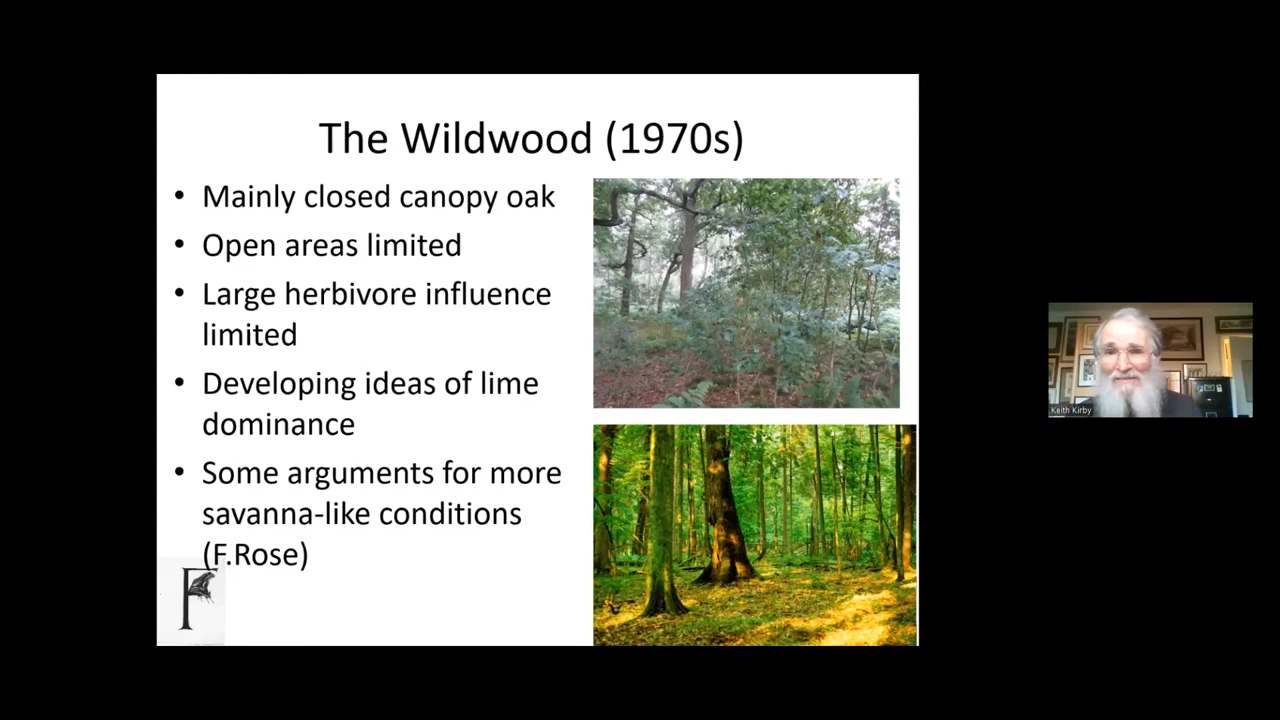 The Wildwood (1970s)
• Mainly closed canopy oak
• Open areas limited
• Large herbivore influence
limited
• Developing ideas of lime
dominance
• Some arguments for more
savanna-like conditions
(F.Rose)
F
Keith Kirby